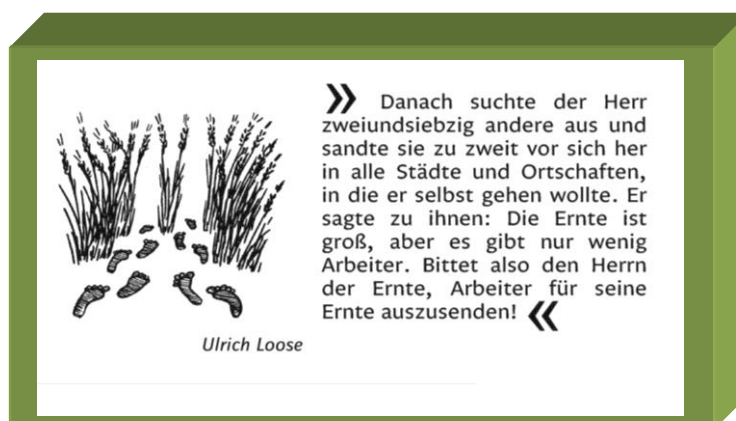 » Danach suchte der Herr
zweiundsiebzig andere aus und
sandte sie zu zweit vor sich her
in alle Städte und Ortschaften,
in die er selbst gehen wollte. Er
sagte zu ihnen: Die Ernte ist
groß, aber es gibt nur wenig
Arbeiter. Bittet also den Herrn
der Ernte, Arbeiter für seine
Ernte auszusenden! «
Ulrich Loose